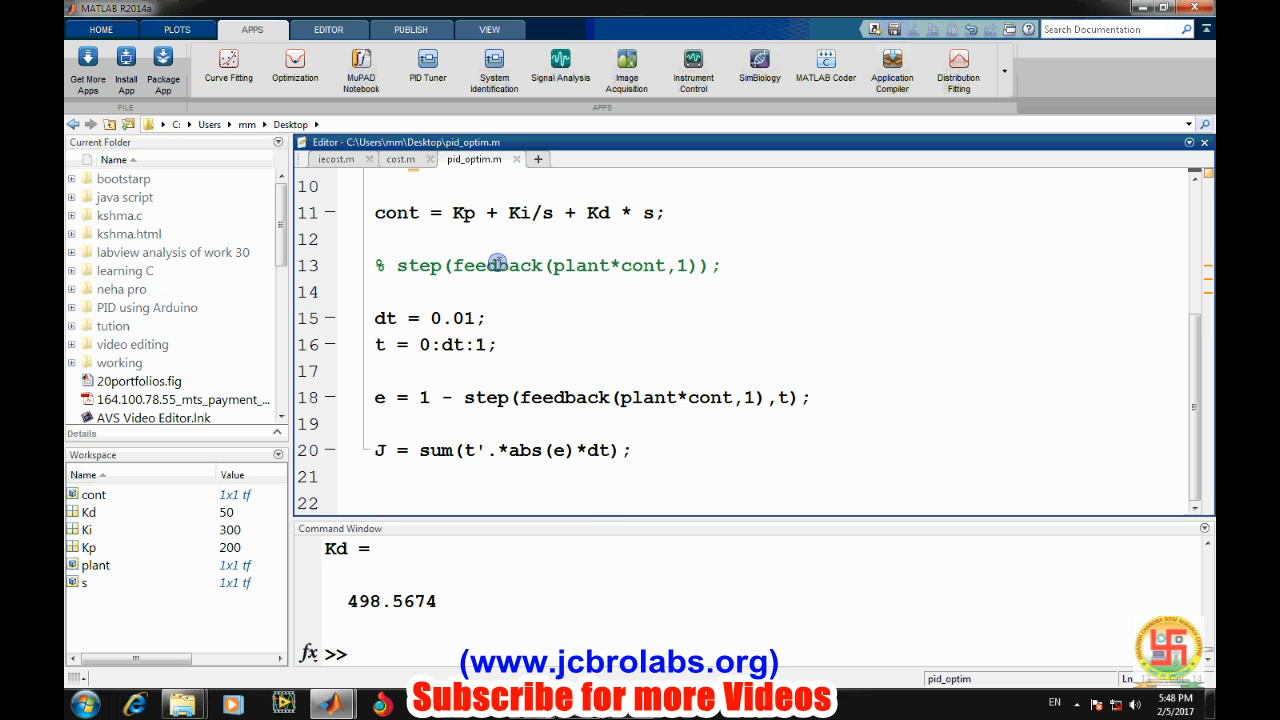 MATLAB R2014a
HOME PLOTS APPS EDITOR PUBLISH VIEW
Search Documentation
Get More Apps
Install App
Package App
Curve Fitting
Optimization
MuPAD Notebook
PID Tuner
System Identification
Signal Analysis
Image Acquisition
Instrument Control
SimBiology
MATLAB Coder
Application Compiler
Distribution Fitting
FILE APPS
C: Users mm Desktop
Current Folder
Name
bootstarp
java script
kshma.c
kshma.html
labview analysis of work 30
learning C
neha pro
PID using Arduino
tution
video editing
working
20portfolios.fig
164.100.78.55_mts_payment_...
AVS Video Editor.lnk
Details
Workspace
Name Value
cont 1x1 tf
Kd 50
Ki 300
Kp 200
plant 1x1 tf
s 1x1 tf
Editor - C:\Users\mm\Desktop\pid_optim.m
iecost.m cost.m pid_optim.m
10
11 cont = Kp + Ki/s + Kd * s;
12
13 % step(feedback(plant*cont,1));
14
15 dt = 0.01;
16 t = 0:dt:1;
17
18 e = 1 - step(feedback(plant*cont,1),t);
19
20 J = sum(t'.*abs(e)*dt);
21
22
Command Window
Kd =
498.5674
fx >>
(www.jcbrolabs.org)
pid_optim Ln
Subscribe for more Videos
EN
5:48 PM
2/5/2017